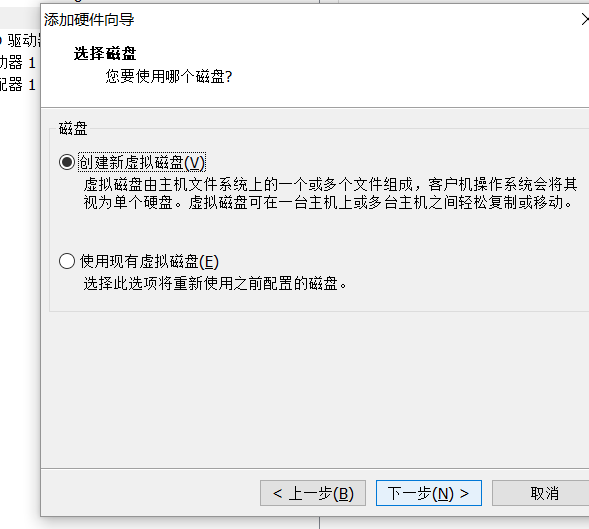 添加硬件向导
选择磁盘
您要使用哪个磁盘?
驱动器
动器 1
配器 1
磁盘
创建新虚拟磁盘(V)
虚拟磁盘由主机文件系统上的一个或多个文件组成，客户机操作系统会将其
视为单个硬盘。虚拟磁盘可在一台主机上或多台主机之间轻松复制或移动。
使用现有虚拟磁盘(E)
选择此选项将重新使用之前配置的磁盘。
< 上一步(B)
下一步(N) >
取消